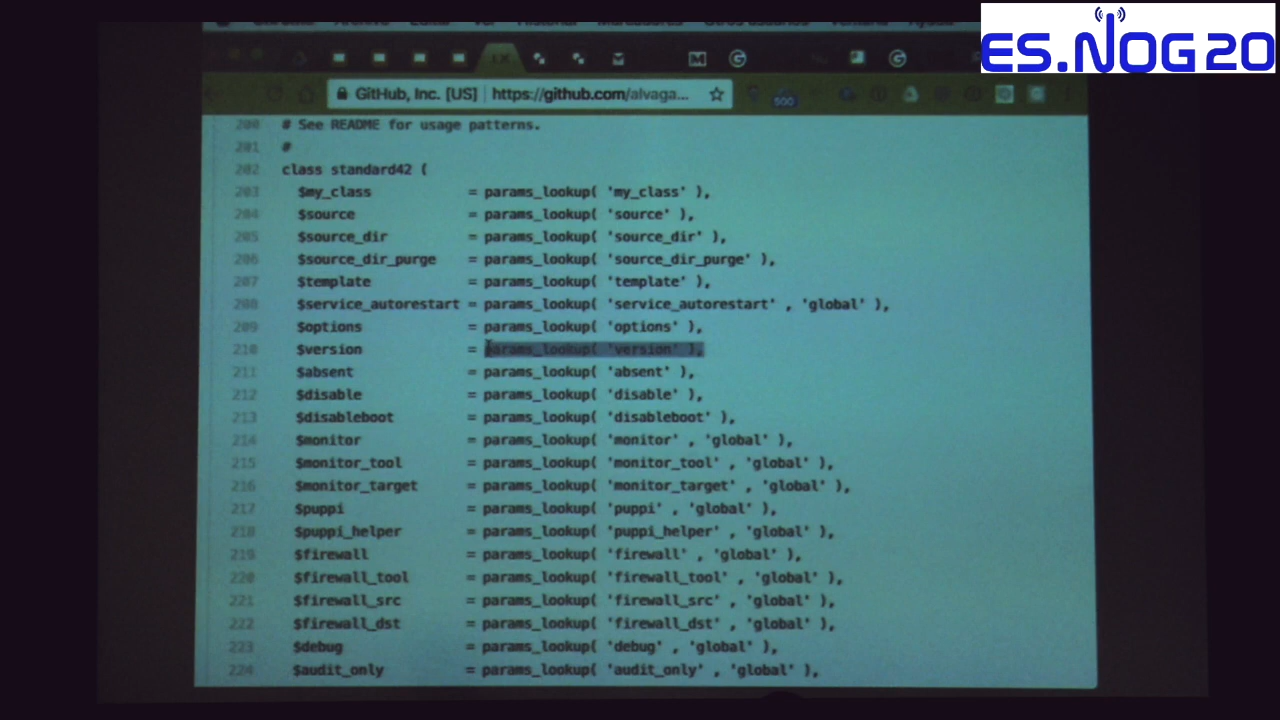 ES.NOG20
GitHub, Inc. [US] https://github.com/alvaga...
500
200 # See README for usage patterns.
201 #
202 class standard42 (
203 $my_class = params_lookup( 'my_class' ),
204 $source = params_lookup( 'source' ),
205 $source_dir = params_lookup( 'source_dir' ),
206 $source_dir_purge = params_lookup( 'source_dir_purge' ),
207 $template = params_lookup( 'template' ),
208 $service_autorestart = params_lookup( 'service_autorestart' , 'global' ),
209 $options = params_lookup( 'options' ),
210 $version = params_lookup( 'version' ),
211 $absent = params_lookup( 'absent' ),
212 $disable = params_lookup( 'disable' ),
213 $disableboot = params_lookup( 'disableboot' ),
214 $monitor = params_lookup( 'monitor' , 'global' ),
215 $monitor_tool = params_lookup( 'monitor_tool' , 'global' ),
216 $monitor_target = params_lookup( 'monitor_target' , 'global' ),
217 $puppi = params_lookup( 'puppi' , 'global' ),
218 $puppi_helper = params_lookup( 'puppi_helper' , 'global' ),
219 $firewall = params_lookup( 'firewall' , 'global' ),
220 $firewall_tool = params_lookup( 'firewall_tool' , 'global' ),
221 $firewall_src = params_lookup( 'firewall_src' , 'global' ),
222 $firewall_dst = params_lookup( 'firewall_dst' , 'global' ),
223 $debug = params_lookup( 'debug' , 'global' ),
224 $audit_only = params_lookup( 'audit_only' , 'global' ),